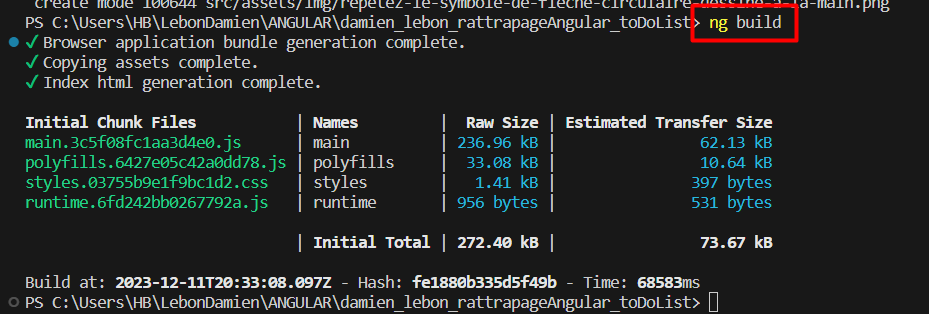 create mode 100644 src/assets/img/repetez-le-symbole-de-fleche-circulaire-dessine-a-la-main.png
PS C:\Users\HB\LebonDamien\ANGULAR\damien_lebon_rattrapageAngular_toDoList> ng build
✓ Browser application bundle generation complete.
✓ Copying assets complete.
✓ Index html generation complete.
Initial Chunk Files | Names | Raw Size | Estimated Transfer Size
main.3c5f08fc1aa3d4e0.js | main | 236.96 kB | 62.13 kB
polyfills.6427e05c42a0dd78.js | polyfills | 33.08 kB | 10.64 kB
styles.03755b9e1f9bc1d2.css | styles | 1.41 kB | 397 bytes
runtime.6fd242bb0267792a.js | runtime | 956 bytes | 531 bytes
| Initial Total | 272.40 kB | 73.67 kB
Build at: 2023-12-11T20:33:08.097Z - Hash: fe1880b335d5f49b - Time: 68583ms
PS C:\Users\HB\LebonDamien\ANGULAR\damien_lebon_rattrapageAngular_toDoList>